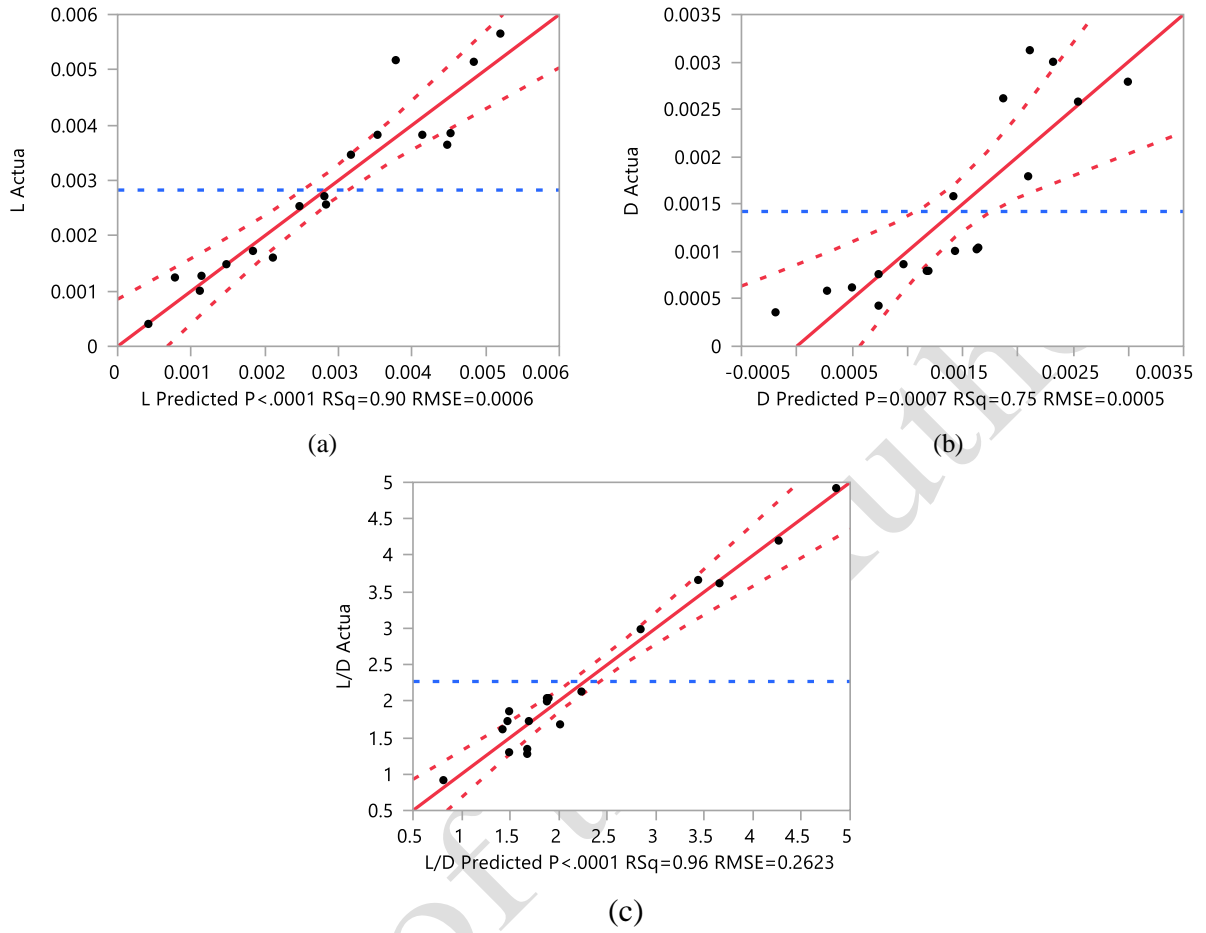 0.006
0.005
0.004
0.003
0.002
0.001
0
L Actua
0 0.001 0.002 0.003 0.004 0.005 0.006
L Predicted P<.0001 RSq=0.90 RMSE=0.0006
(a)
0.0035
0.003
0.0025
0.002
0.0015
0.001
0.0005
0
D Actua
-0.0005 0.0005 0.0015 0.0025 0.0035
D Predicted P=0.0007 RSq=0.75 RMSE=0.0005
(b)
5
4.5
4
3.5
3
2.5
2
1.5
1
0.5
L/D Actua
0.5 1 1.5 2 2.5 3 3.5 4 4.5 5
L/D Predicted P<.0001 RSq=0.96 RMSE=0.2623
(c)